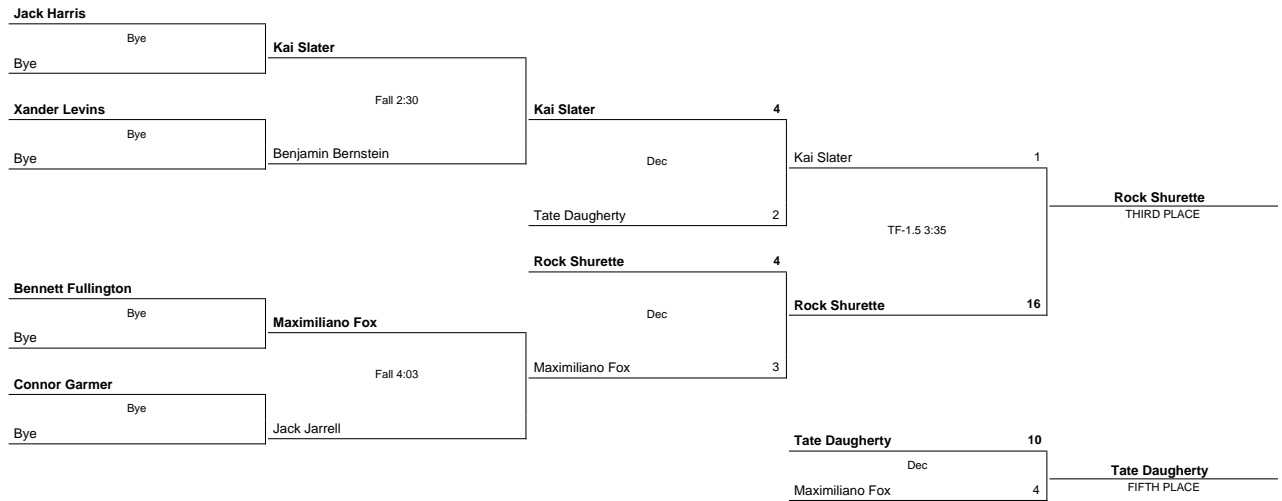 Jack Harris
Bye
Bye
Xander Levins
Bye
Bye
Bennett Fullington
Bye
Bye
Connor Garmer
Bye
Bye
Kai Slater
Fall 2:30
Benjamin Bernstein
Maximiliano Fox
Fall 4:03
Jack Jarrell
Kai Slater 4
Dec
Tate Daugherty 2
Rock Shurette 4
Dec
Maximiliano Fox 3
Kai Slater 1
TF-1.5 3:35
Rock Shurette 16
Rock Shurette
THIRD PLACE
Tate Daugherty 10
Dec
Maximiliano Fox 4
Tate Daugherty
FIFTH PLACE